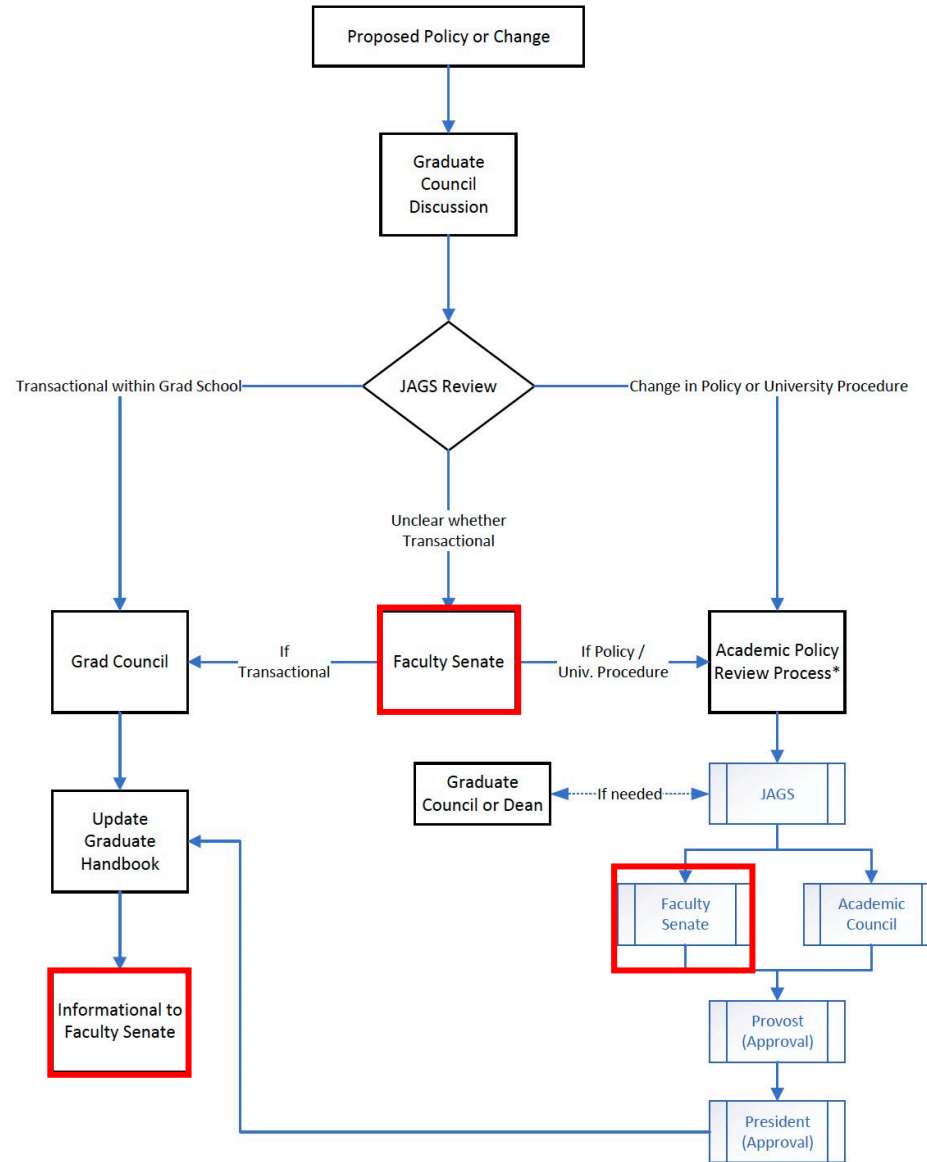 Proposed Policy or Change
Graduate
Council
Discussion
JAGS Review
Transactional within Grad School
Change in Policy or University Procedure
Unclear whether
Transactional
Grad Council
If
Transactional
Faculty Senate
If Policy /
Univ. Procedure
Academic Policy
Review Process*
Graduate
Council or Dean
If needed
JAGS
Update
Graduate
Handbook
Faculty
Senate
Academic
Council
Informational to
Faculty Senate
Provost
(Approval)
President
(Approval)